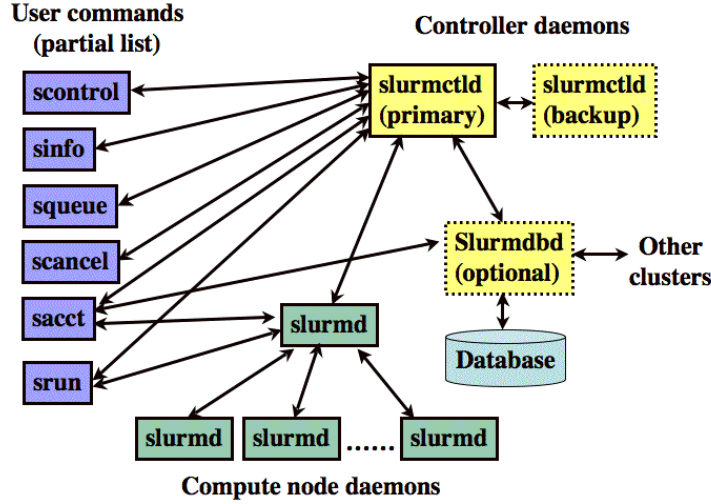 User commands
(partial list)
Controller daemons
scontrol
slurmctld
(primary)
slurmctld
(backup)
sinfo
squeue
scancel
Slurmdbd
(optional)
Other
clusters
sacct
slurmd
srun
Database
slurmd
slurmd
......
slurmd
Compute node daemons